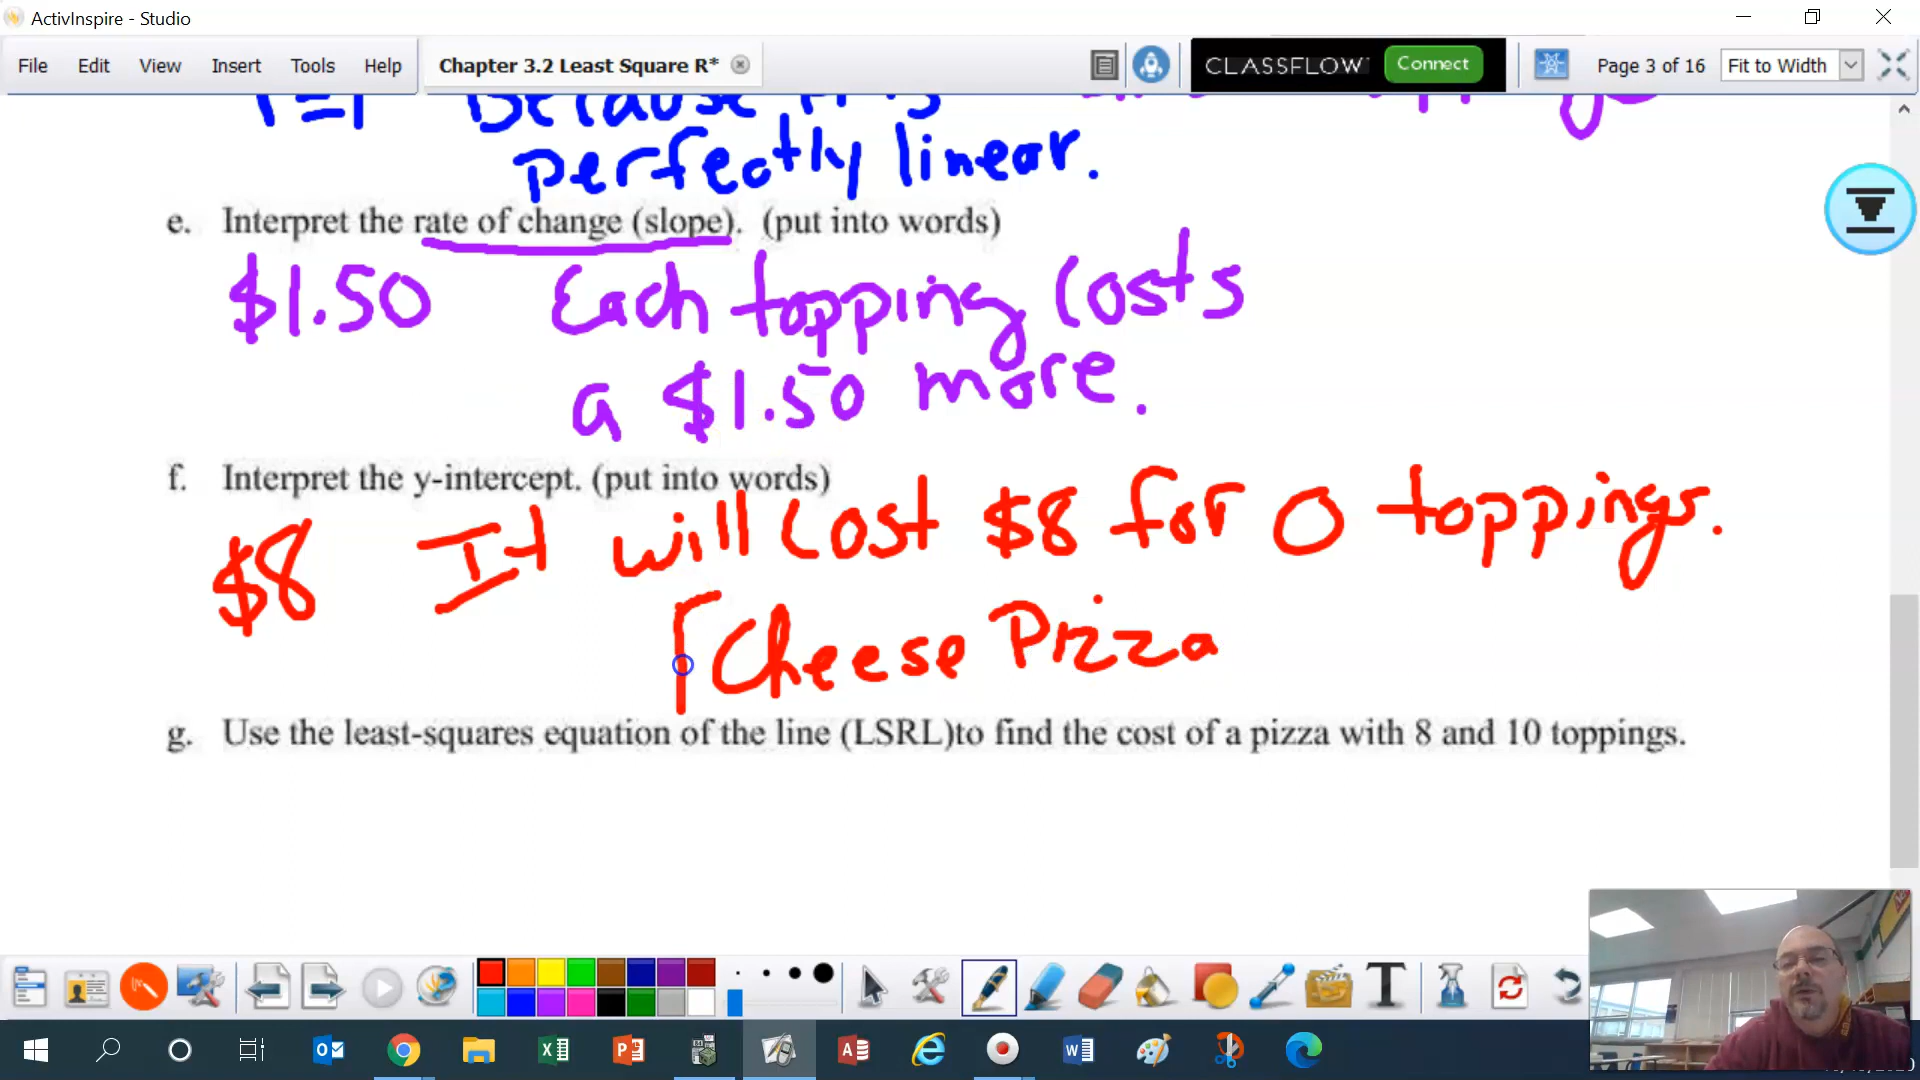 ActivInspire - Studio
File Edit View Insert Tools Help Chapter 3.2 Least Square R* CLASSFLOW Connect Page 3 of 16 Fit to Width
r=1 Because it is
perfectly linear.
e. Interpret the rate of change (slope). (put into words)
$1.50 Each topping costs
a $1.50 more.
f. Interpret the y-intercept. (put into words)
$8 It will cost $8 for 0 toppings.
Cheese Pizza
g. Use the least-squares equation of the line (LSRL)to find the cost of a pizza with 8 and 10 toppings.